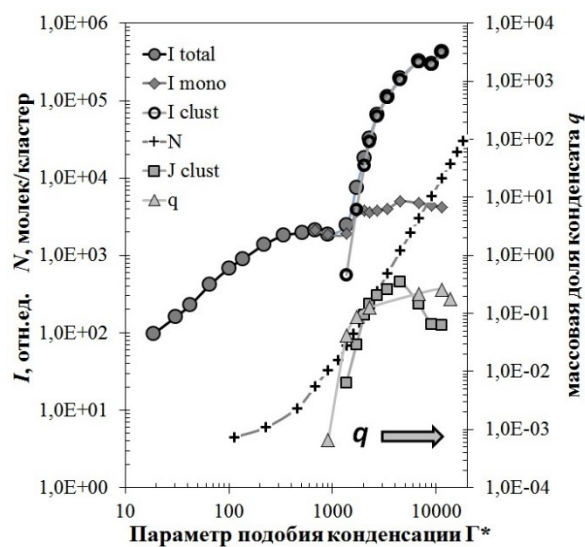 1,0E+06
1,0E+05
1,0E+04
1,0E+03
1,0E+02
1,0E+01
1,0E+00
I, отн.ед. N, молек/кластер
I total
I mono
I clust
N
J clust
q
q
1,0E+04
1,0E+03
1,0E+02
1,0E+01
1,0E+00
1,0E-01
1,0E-02
1,0E-03
1,0E-04
массовая доля конденсата q
10
100
1000
10000
Параметр подобия конденсации Г*